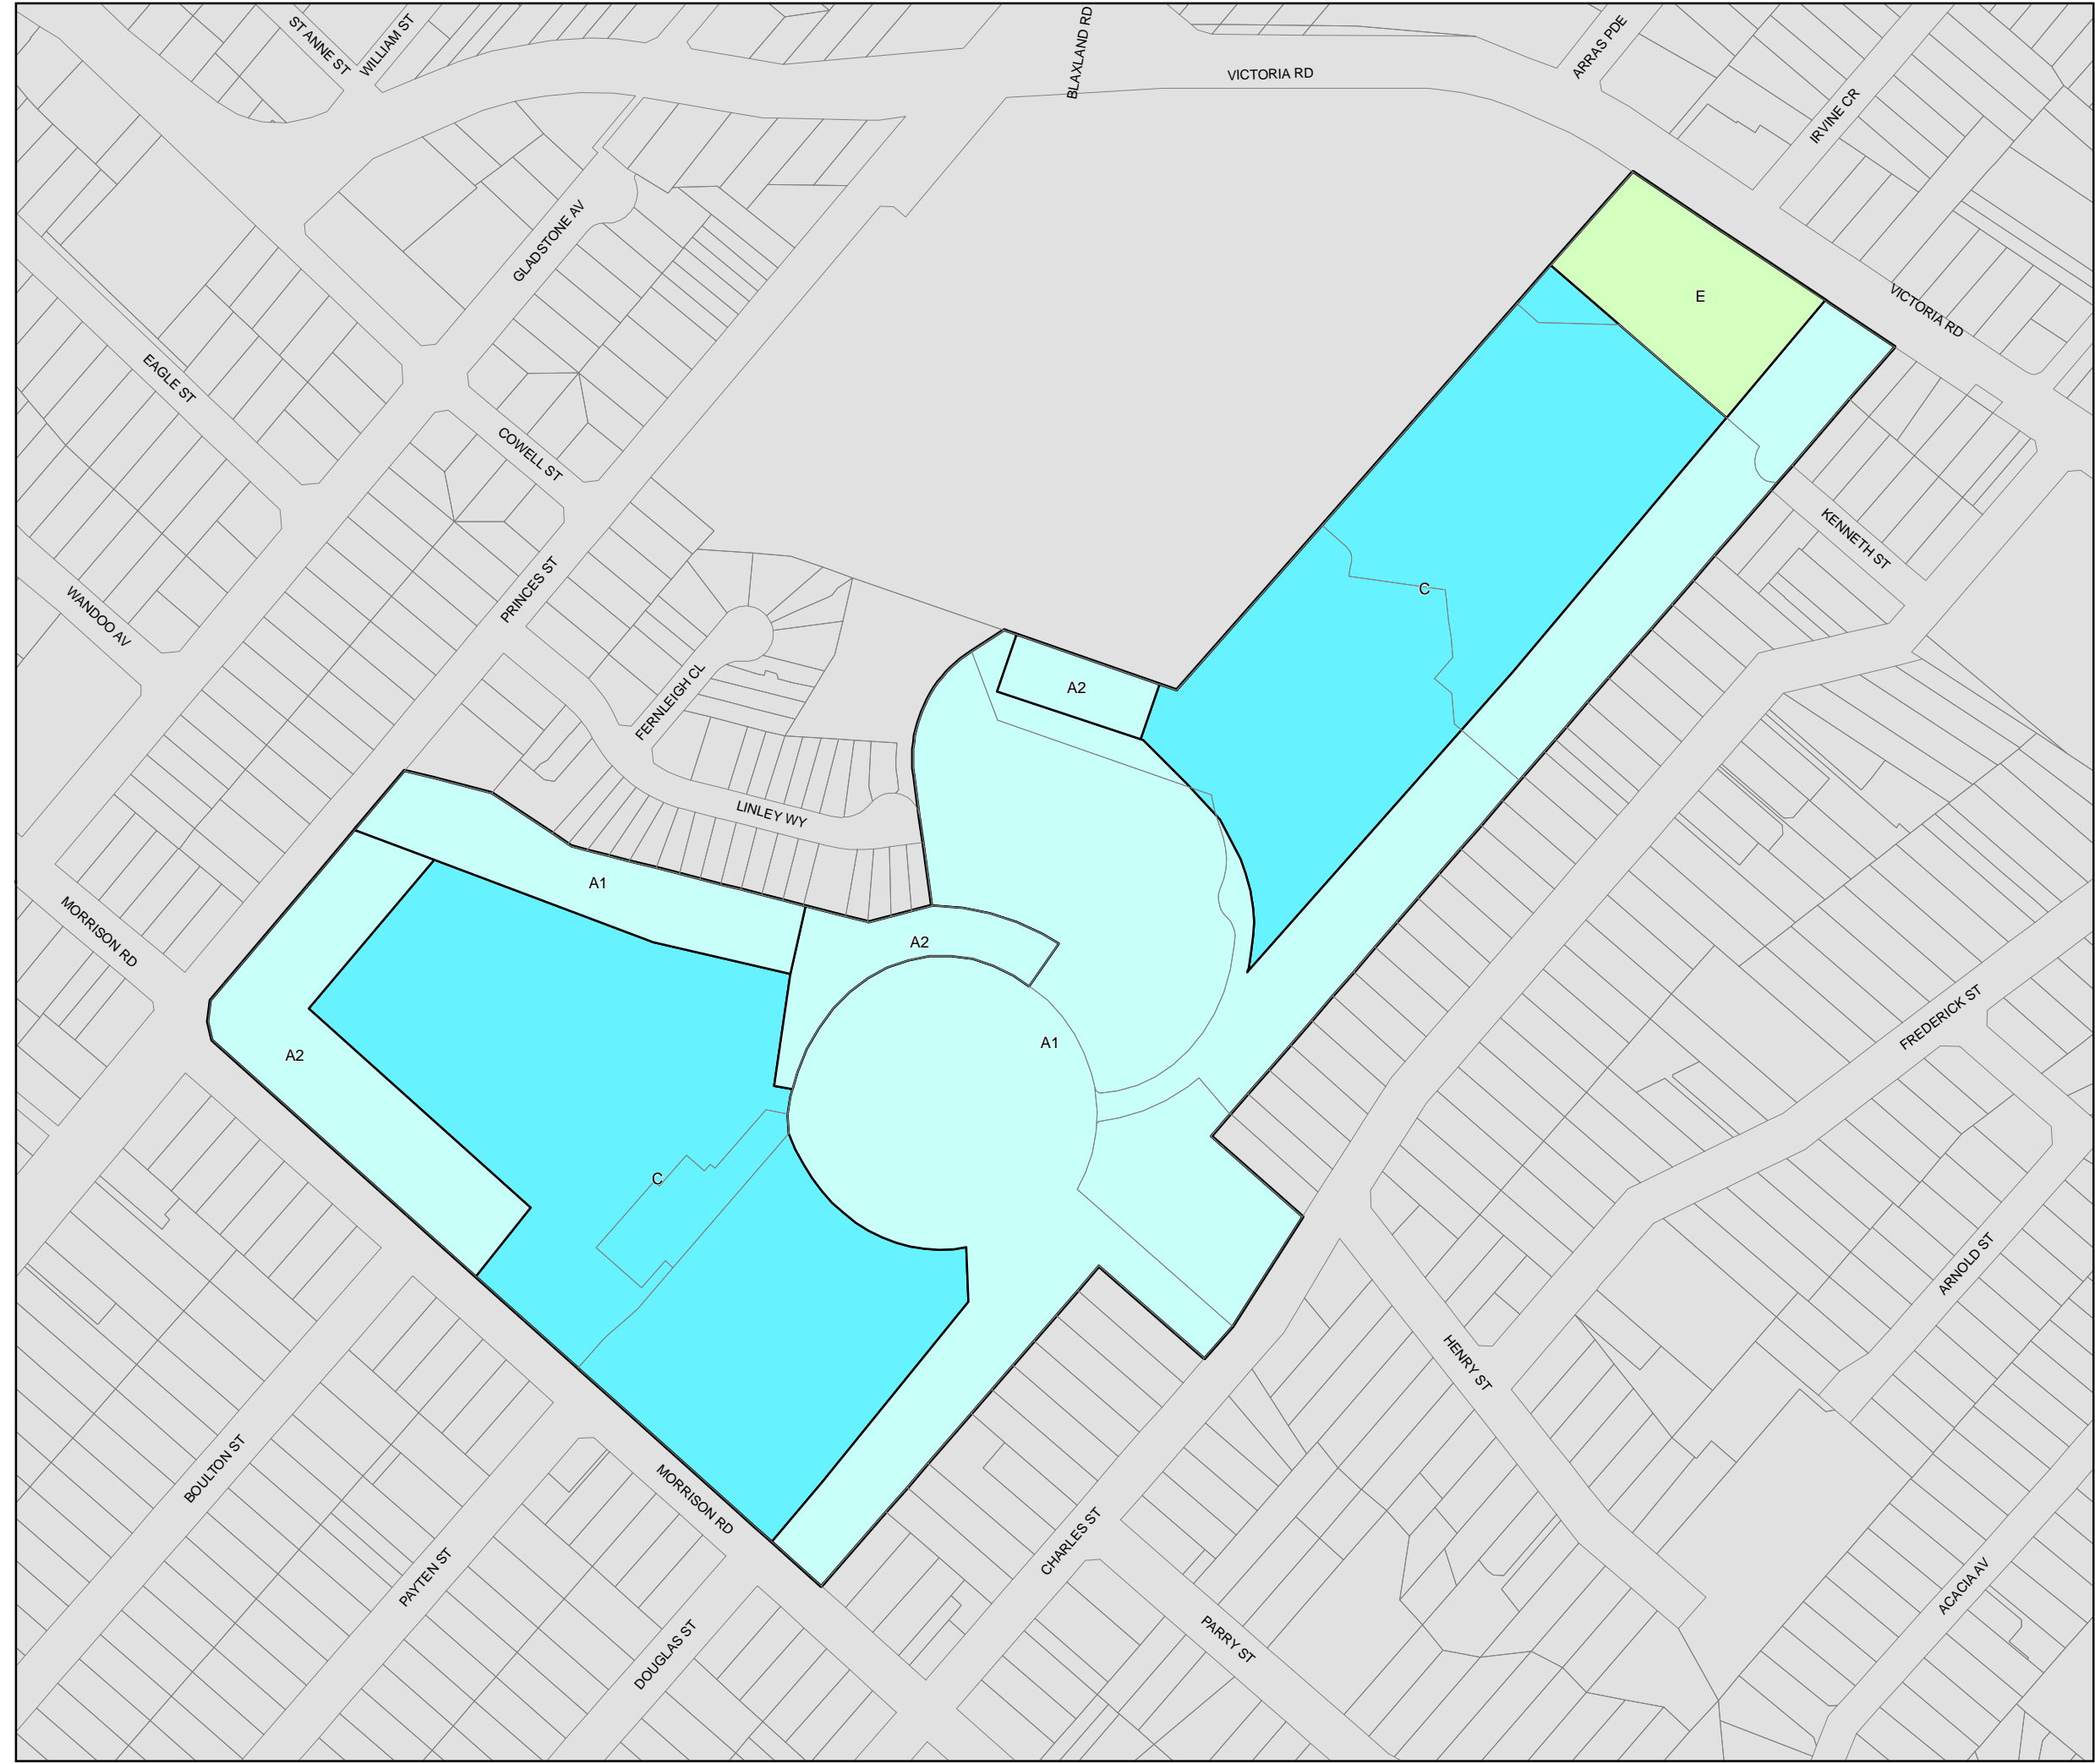 ST ANNE ST
WILLIAM ST
BLAXLAND RD
VICTORIA RD
ARRAS PDE
IRVINE CR
GLADSTONE AV
E
VICTORIA RD
EAGLE ST
COWELL ST
KENNETH ST
C
PRINCES ST
WANDOO AV
FERNLEIGH CL
A2
LINLEY WY
A1
MORRISON RD
A2
FREDERICK ST
A1
A2
C
ARNOLD ST
HENRY ST
BOULTON ST
MORRISON RD
CHARLES ST
PAYTEN ST
ACACIA AV
DOUGLAS ST
PARRY ST